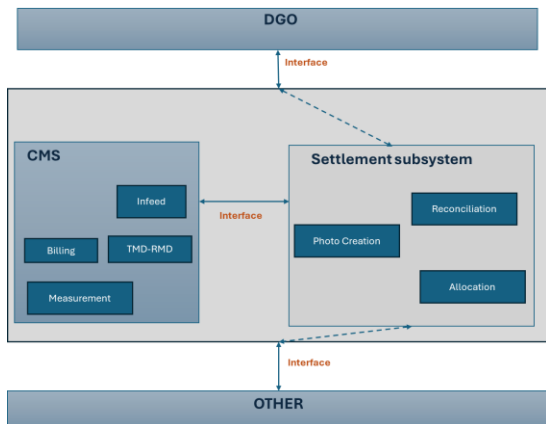 DGO
Interface
CMS
Settlement subsystem
Infeed
Reconciliation
Interface
Billing
TMD-RMD
Photo Creation
Measurement
Allocation
Interface
OTHER